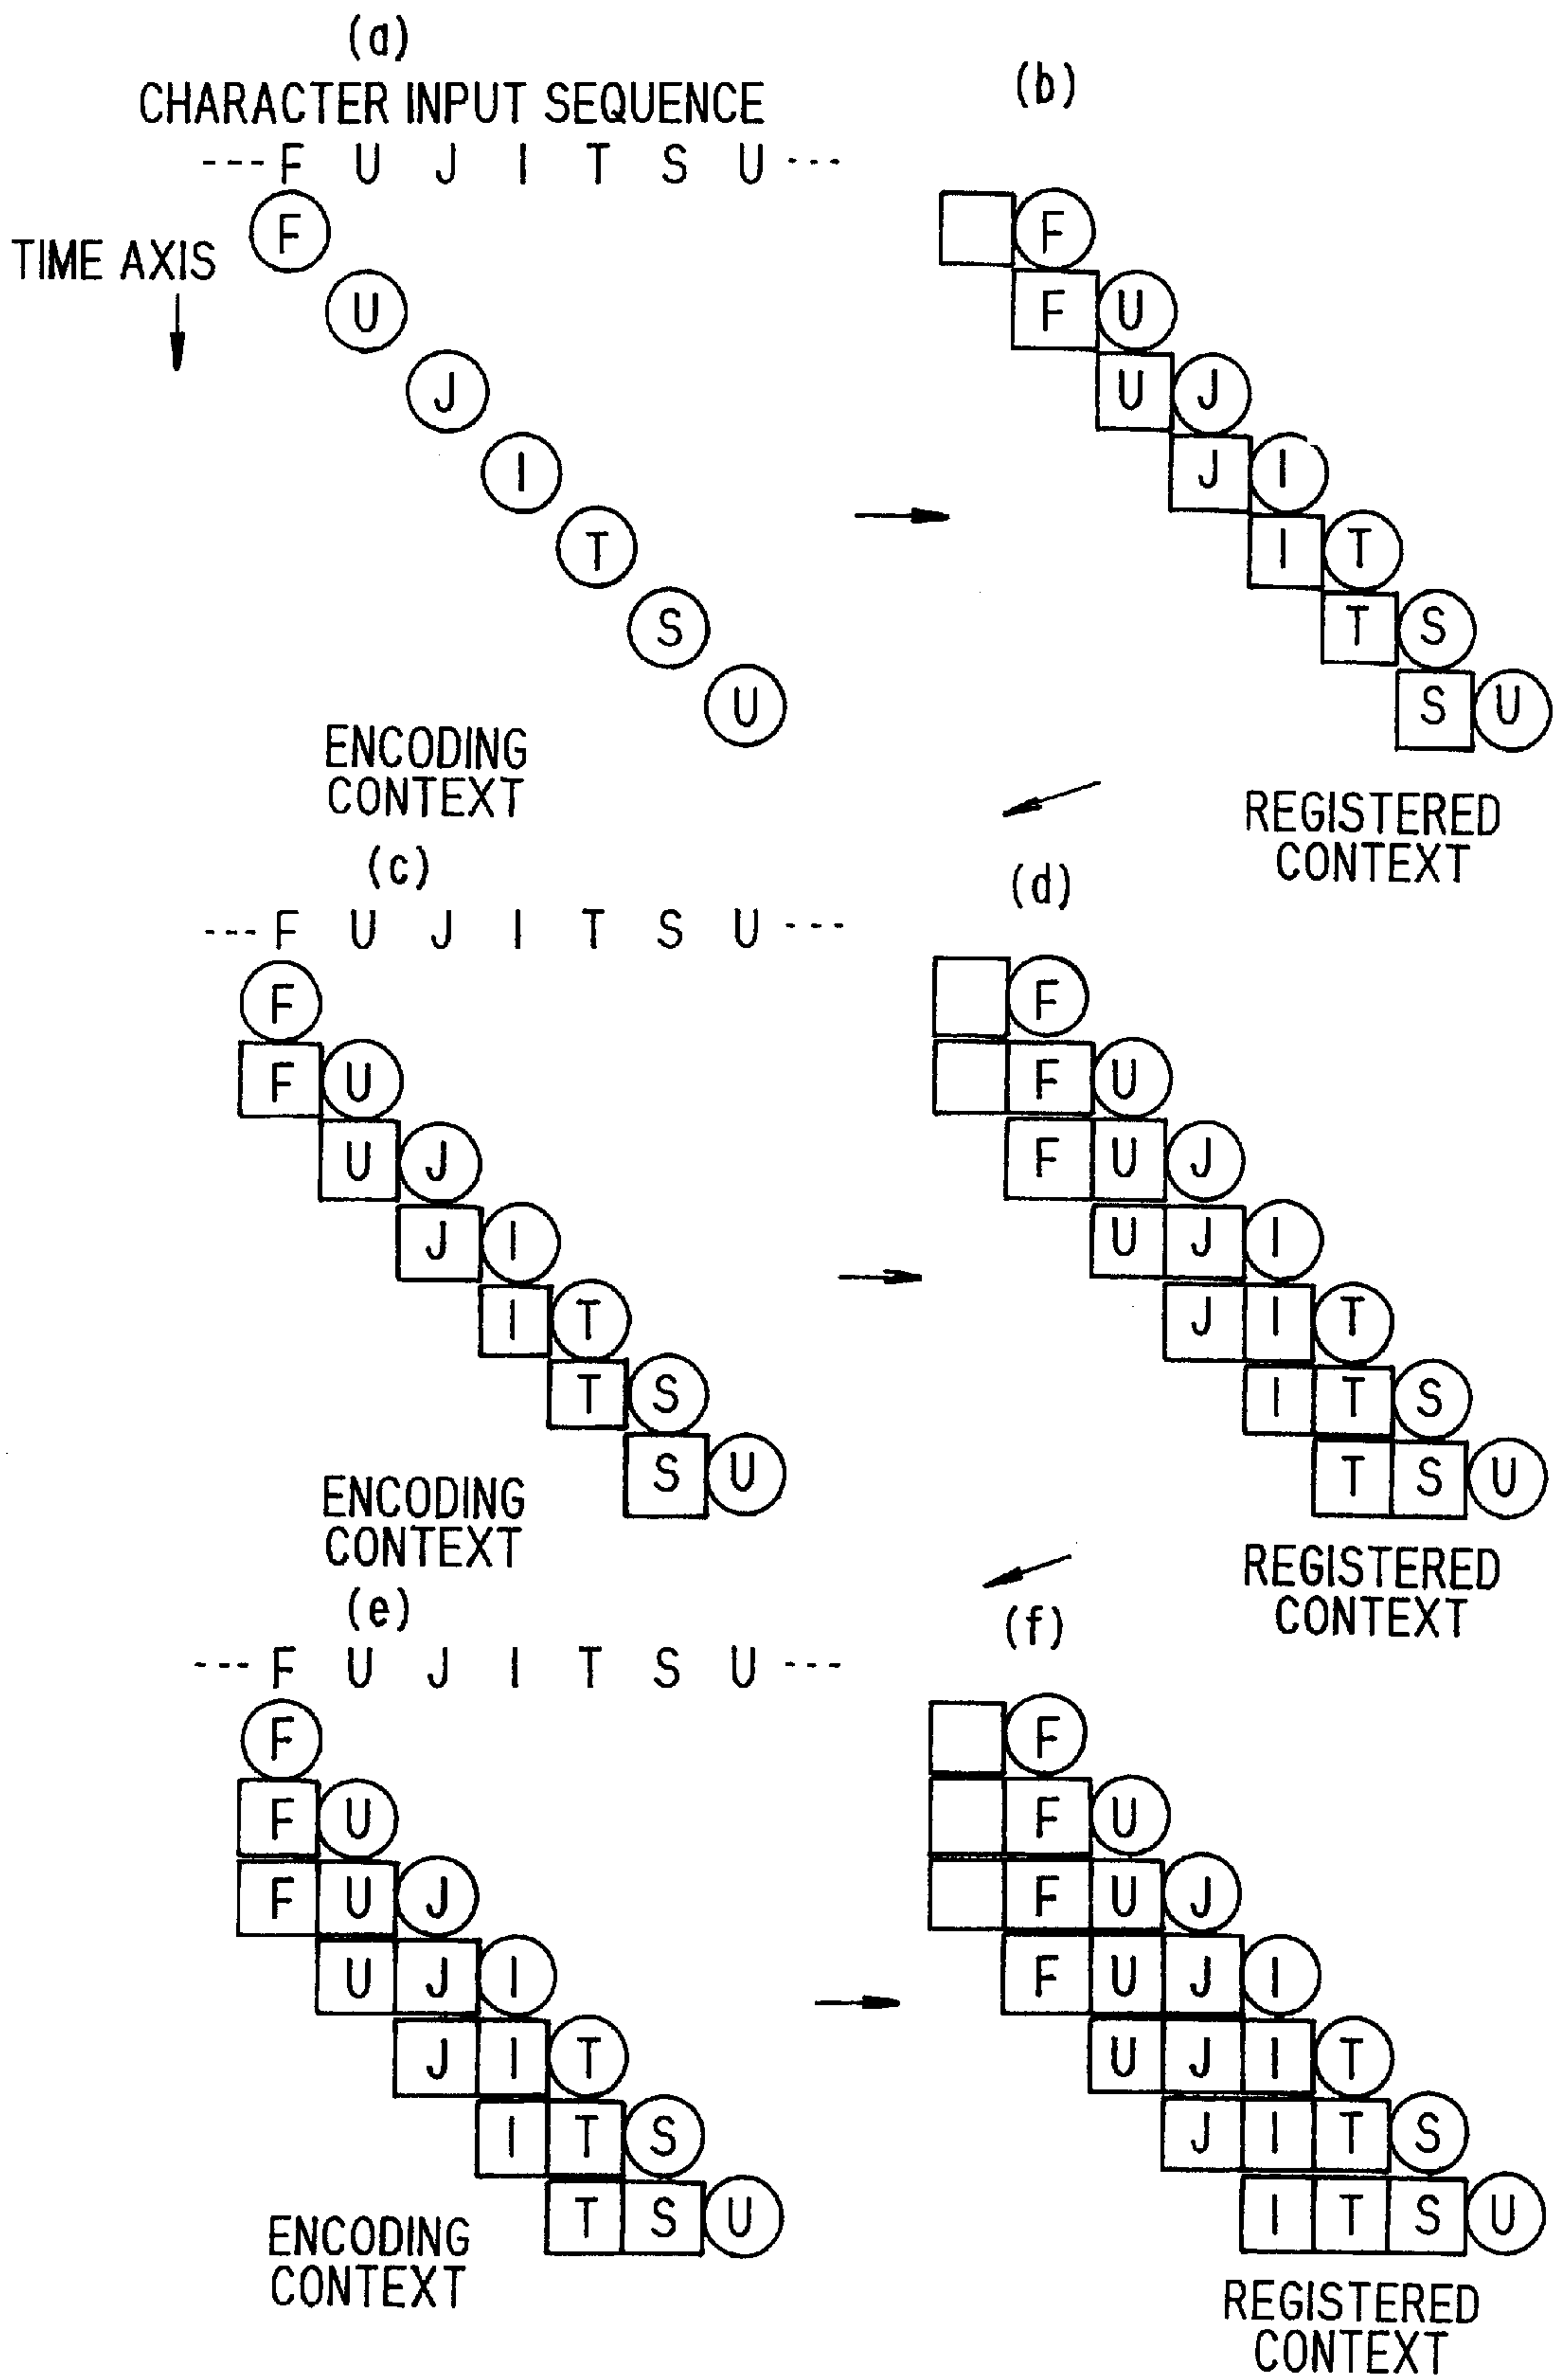 (a)
CHARACTER INPUT SEQUENCE
---F U J I T S U---
TIME AXIS
F
U
J
I
T
S
U
ENCODING
CONTEXT
(b)
F
F U
U J
J I
I T
T S
S U
REGISTERED
CONTEXT
(c)
---F U J I T S U---
F
F U
U J
J I
I T
T S
S U
ENCODING
CONTEXT
(d)
F
F U
F U J
U J I
J I T
I T S
T S U
REGISTERED
CONTEXT
(e)
---F U J I T S U---
F
F U
F U J
U J I
J I T
I T S
T S U
ENCODING
CONTEXT
(f)
F
F U
F U J
F U J I
U J I T
J I T S
I T S U
REGISTERED
CONTEXT